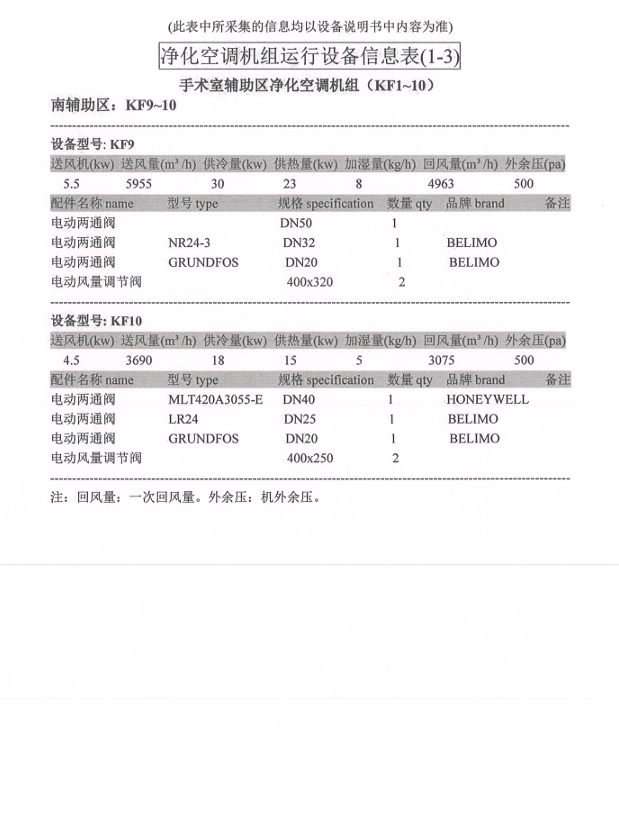 (此表中所采集的信息均以设备说明书中内容为准)
净化空调机组运行设备信息表(1-3)
手术室辅助区净化空调机组（KF1~10）
南辅助区：KF9~10
设备型号: KF9
送风机(kw) 送风量(m³/h) 供冷量(kw) 供热量(kw) 加湿量(kg/h) 回风量(m³/h) 外余压(pa)
5.5 5955 30 23 8 4963 500
配件名称 name 型号 type 规格 specification 数量 qty 品牌 brand 备注
电动两通阀 DN50 1
电动两通阀 NR24-3 DN32 1 BELIMO
电动两通阀 GRUNDFOS DN20 1 BELIMO
电动风量调节阀 400x320 2
设备型号: KF10
送风机(kw) 送风量(m³/h) 供冷量(kw) 供热量(kw) 加湿量(kg/h) 回风量(m³/h) 外余压(pa)
4.5 3690 18 15 5 3075 500
配件名称 name 型号 type 规格 specification 数量 qty 品牌 brand 备注
电动两通阀 MLT420A3055-E DN40 1 HONEYWELL
电动两通阀 LR24 DN25 1 BELIMO
电动两通阀 GRUNDFOS DN20 1 BELIMO
电动风量调节阀 400x250 2
注：回风量：一次回风量。外余压：机外余压。